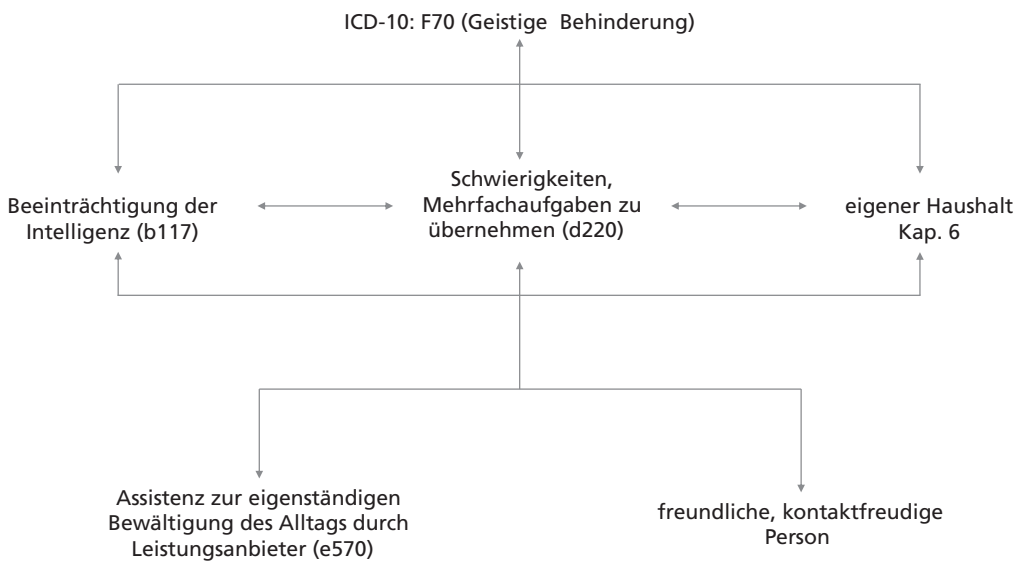 ICD-10: F70 (Geistige Behinderung)
Beeinträchtigung der
Intelligenz (b117)
Schwierigkeiten,
Mehrfachaufgaben zu
übernehmen (d220)
eigener Haushalt
Kap. 6
Assistenz zur eigenständigen
Bewältigung des Alltags durch
Leistungsanbieter (e570)
freundliche, kontaktfreudige
Person